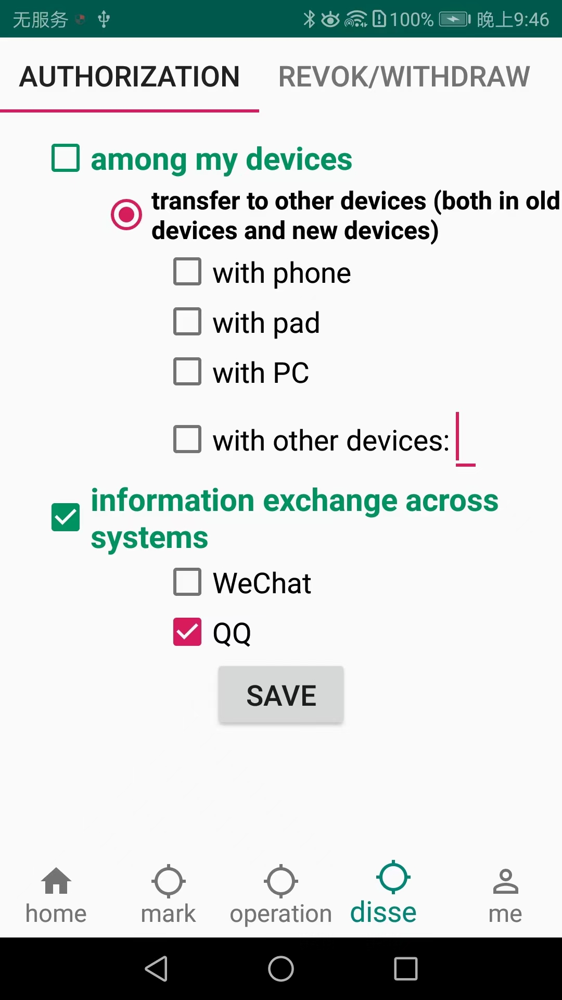 无服务 100% 晚上9:46
AUTHORIZATION REVOK/WITHDRAW
among my devices
transfer to other devices (both in old
devices and new devices)
with phone
with pad
with PC
with other devices:
information exchange across
systems
WeChat
QQ
SAVE
home mark operation disse me